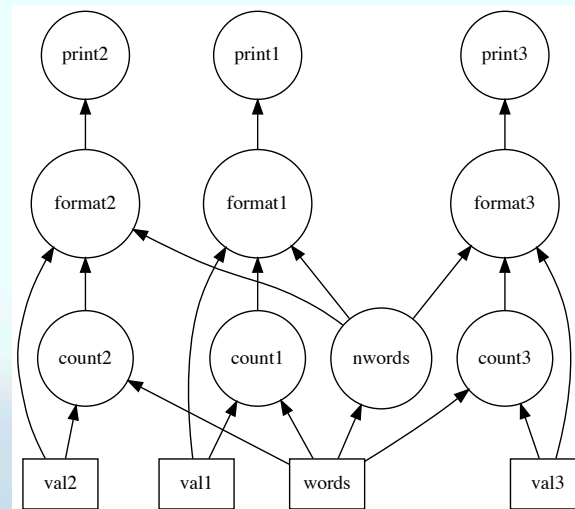 print2 print1 print3
format2 format1 format3
count2 count1 nwords count3
val2 val1 words val3